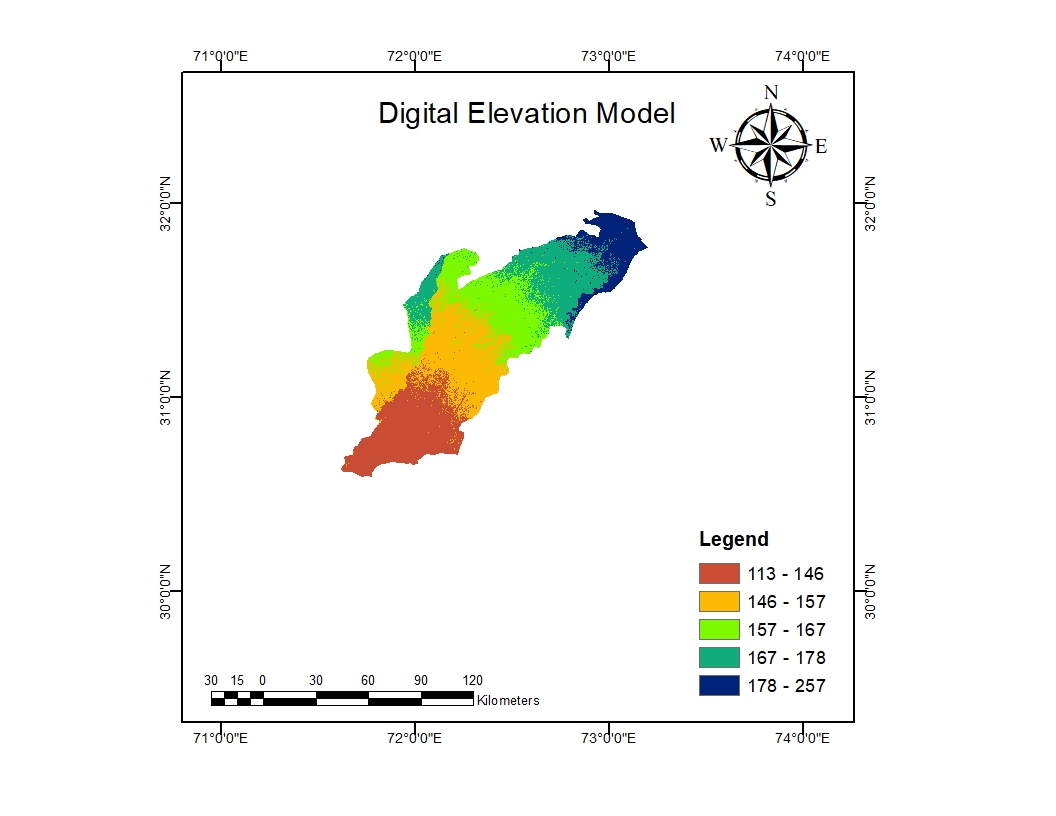 71°0'0"E 72°0'0"E 73°0'0"E 74°0'0"E
Digital Elevation Model
N
W E
S
32°0'0"N 32°0'0"N
31°0'0"N 31°0'0"N
30°0'0"N 30°0'0"N
Legend
113 - 146
146 - 157
157 - 167
167 - 178
178 - 257
30 15 0 30 60 90 120
Kilometers
71°0'0"E 72°0'0"E 73°0'0"E 74°0'0"E